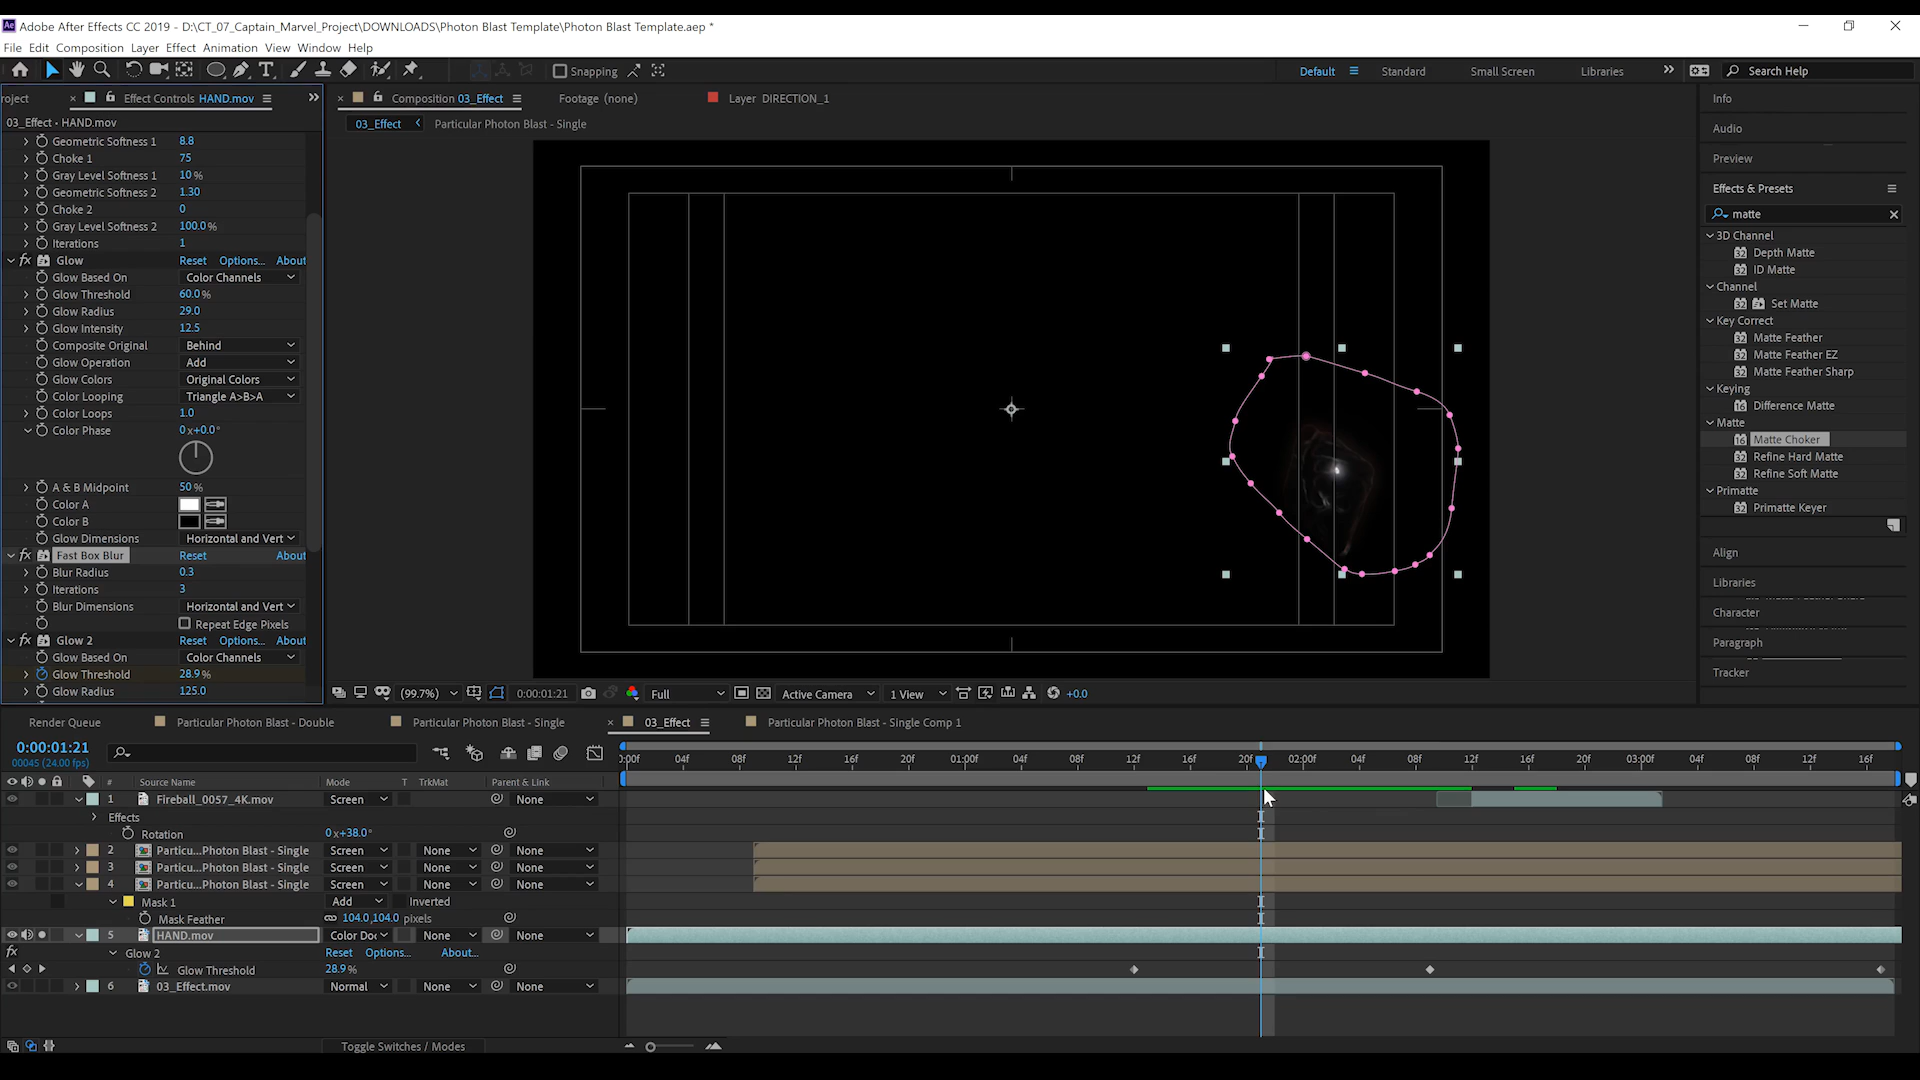 Adobe After Effects CC 2019 - D:\CT_07_Captain_Marvel_Project\DOWNLOADS\Photon Blast Template\Photon Blast Template.aep *
File Edit Composition Layer Effect Animation View Window Help
Snapping
Default Standard Small Screen Libraries Search Help
roject Effect Controls HAND.mov
Composition 03_Effect Footage (none) Layer DIRECTION_1
03_Effect • HAND.mov
03_Effect Particular Photon Blast - Single
Geometric Softness 1 8.8
Choke 1 75
Gray Level Softness 1 10 %
Geometric Softness 2 1.30
Choke 2 0
Gray Level Softness 2 100.0 %
Iterations 1
fx Glow Reset Options... About
Glow Based On Color Channels
Glow Threshold 60.0 %
Glow Radius 29.0
Glow Intensity 12.5
Composite Original Behind
Glow Operation Add
Glow Colors Original Colors
Color Looping Triangle A>B>A
Color Loops 1.0
Color Phase 0 x+0.0°
A & B Midpoint 50 %
Color A
Color B
Glow Dimensions Horizontal and Vert
fx Fast Box Blur Reset About
Blur Radius 0.3
Iterations 3
Blur Dimensions Horizontal and Vert
Repeat Edge Pixels
fx Glow 2 Reset Options... About
Glow Based On Color Channels
Glow Threshold 28.9 %
Glow Radius 125.0
(99.7%) 0:00:01:21 Full Active Camera 1 View +0.0
Info
Audio
Preview
Effects & Presets
matte
3D Channel
32 Depth Matte
32 ID Matte
Channel
32 Set Matte
Key Correct
32 Matte Feather
32 Matte Feather EZ
32 Matte Feather Sharp
Keying
16 Difference Matte
Matte
16 Matte Choker
32 Refine Hard Matte
32 Refine Soft Matte
Primatte
32 Primatte Keyer
Align
Libraries
Character
Paragraph
Tracker
Render Queue Particular Photon Blast - Double Particular Photon Blast - Single 03_Effect Particular Photon Blast - Single Comp 1
0:00:01:21
00045 (24.00 fps)
:00f 04f 08f 12f 16f 20f 01:00f 04f 08f 12f 16f 20f 02:00f 04f 08f 12f 16f 20f 03:00f 04f 08f 12f 16f
# Source Name Mode T TrkMat Parent & Link
1 Fireball_0057_4K.mov Screen None
Effects
Rotation 0 x+38.0°
2 Particu...Photon Blast - Single Screen None None
3 Particu...Photon Blast - Single Screen None None
4 Particu...Photon Blast - Single Screen None None
Mask 1 Add Inverted
Mask Feather 104.0,104.0 pixels
5 HAND.mov Color Doc None None
fx Glow 2 Reset Options... About...
Glow Threshold 28.9 %
6 03_Effect.mov Normal None None
Toggle Switches / Modes